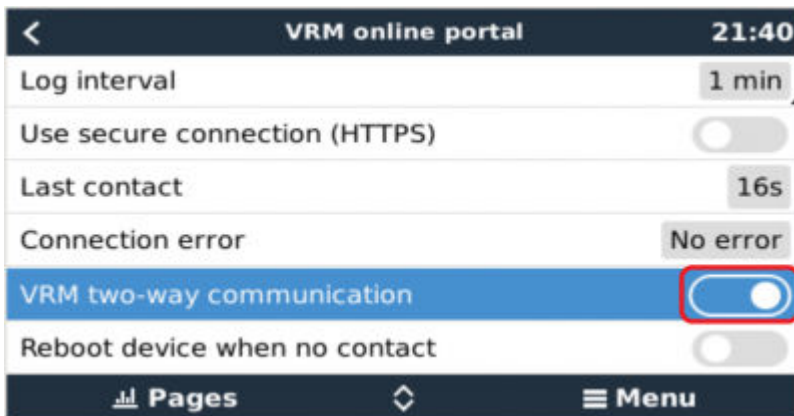 VRM online portal 21:40
Log interval 1 min
Use secure connection (HTTPS)
Last contact 16s
Connection error No error
VRM two-way communication
Reboot device when no contact
Pages Menu